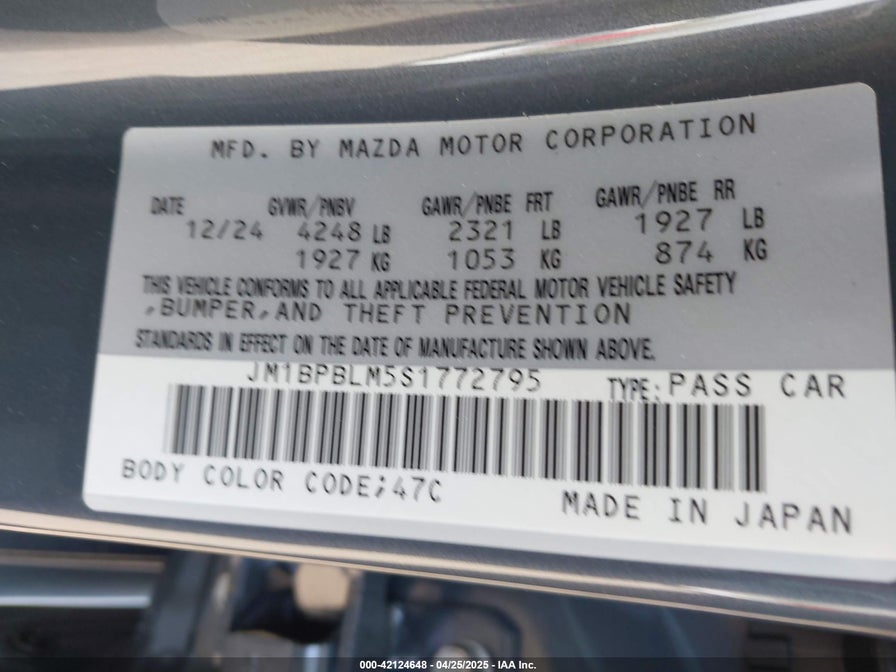 MFD. BY MAZDA MOTOR CORPORATION
DATE GVWR/PNBV GAWR/PNBE FRT GAWR/PNBE RR
12/24 4248 LB 2321 LB 1927 LB
1927 KG 1053 KG 874 KG
THIS VEHICLE CONFORMS TO ALL APPLICABLE FEDERAL MOTOR VEHICLE SAFETY
,BUMPER,AND THEFT PREVENTION
STANDARDS IN EFFECT ON THE DATE OF MANUFACTURE SHOWN ABOVE.
JM1BPBLM5S1772795 TYPE:PASS CAR
BODY COLOR CODE;47C
MADE IN JAPAN
000-42124648 - 04/25/2025 - IAA Inc.